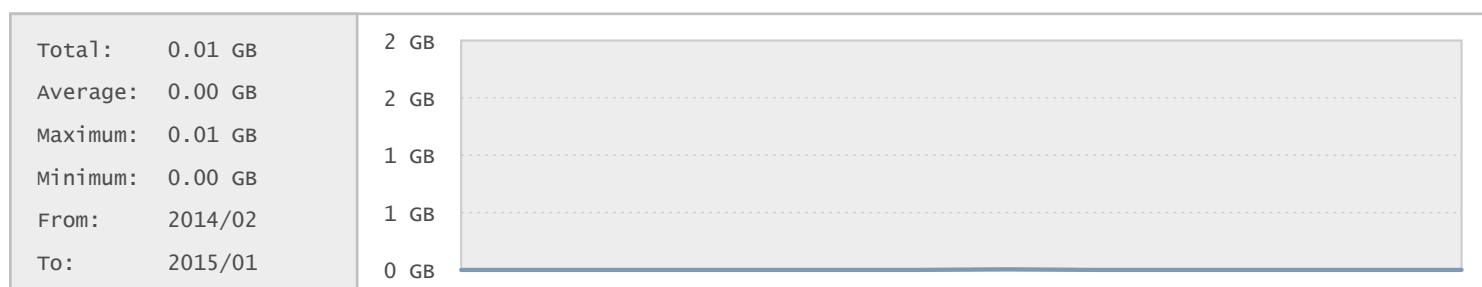 Total: 0.01 GB
Average: 0.00 GB
Maximum: 0.01 GB
Minimum: 0.00 GB
From: 2014/02
To: 2015/01
2 GB
2 GB
1 GB
1 GB
0 GB